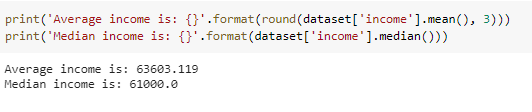 print('Average income is: {}'.format(round(dataset['income'].mean(), 3)))
print('Median income is: {}'.format(dataset['income'].median()))
Average income is: 63603.119
Median income is: 61000.0